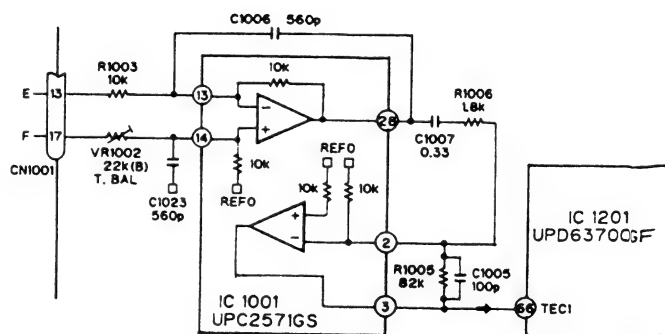 C1006 560p
R1003
10k
10k
R1006
1.8k
E 13
13
F 17
14
28
C1007
0.33
VR1002
22k(B)
T. BAL
CN1001
10k
REFO
REFO
C1023
560p
10k
10k
IC 1201
UPD63700GF
2
R1005
82k
C1005
100p
IC 1001
UPC2571GS
3
66 TEC1